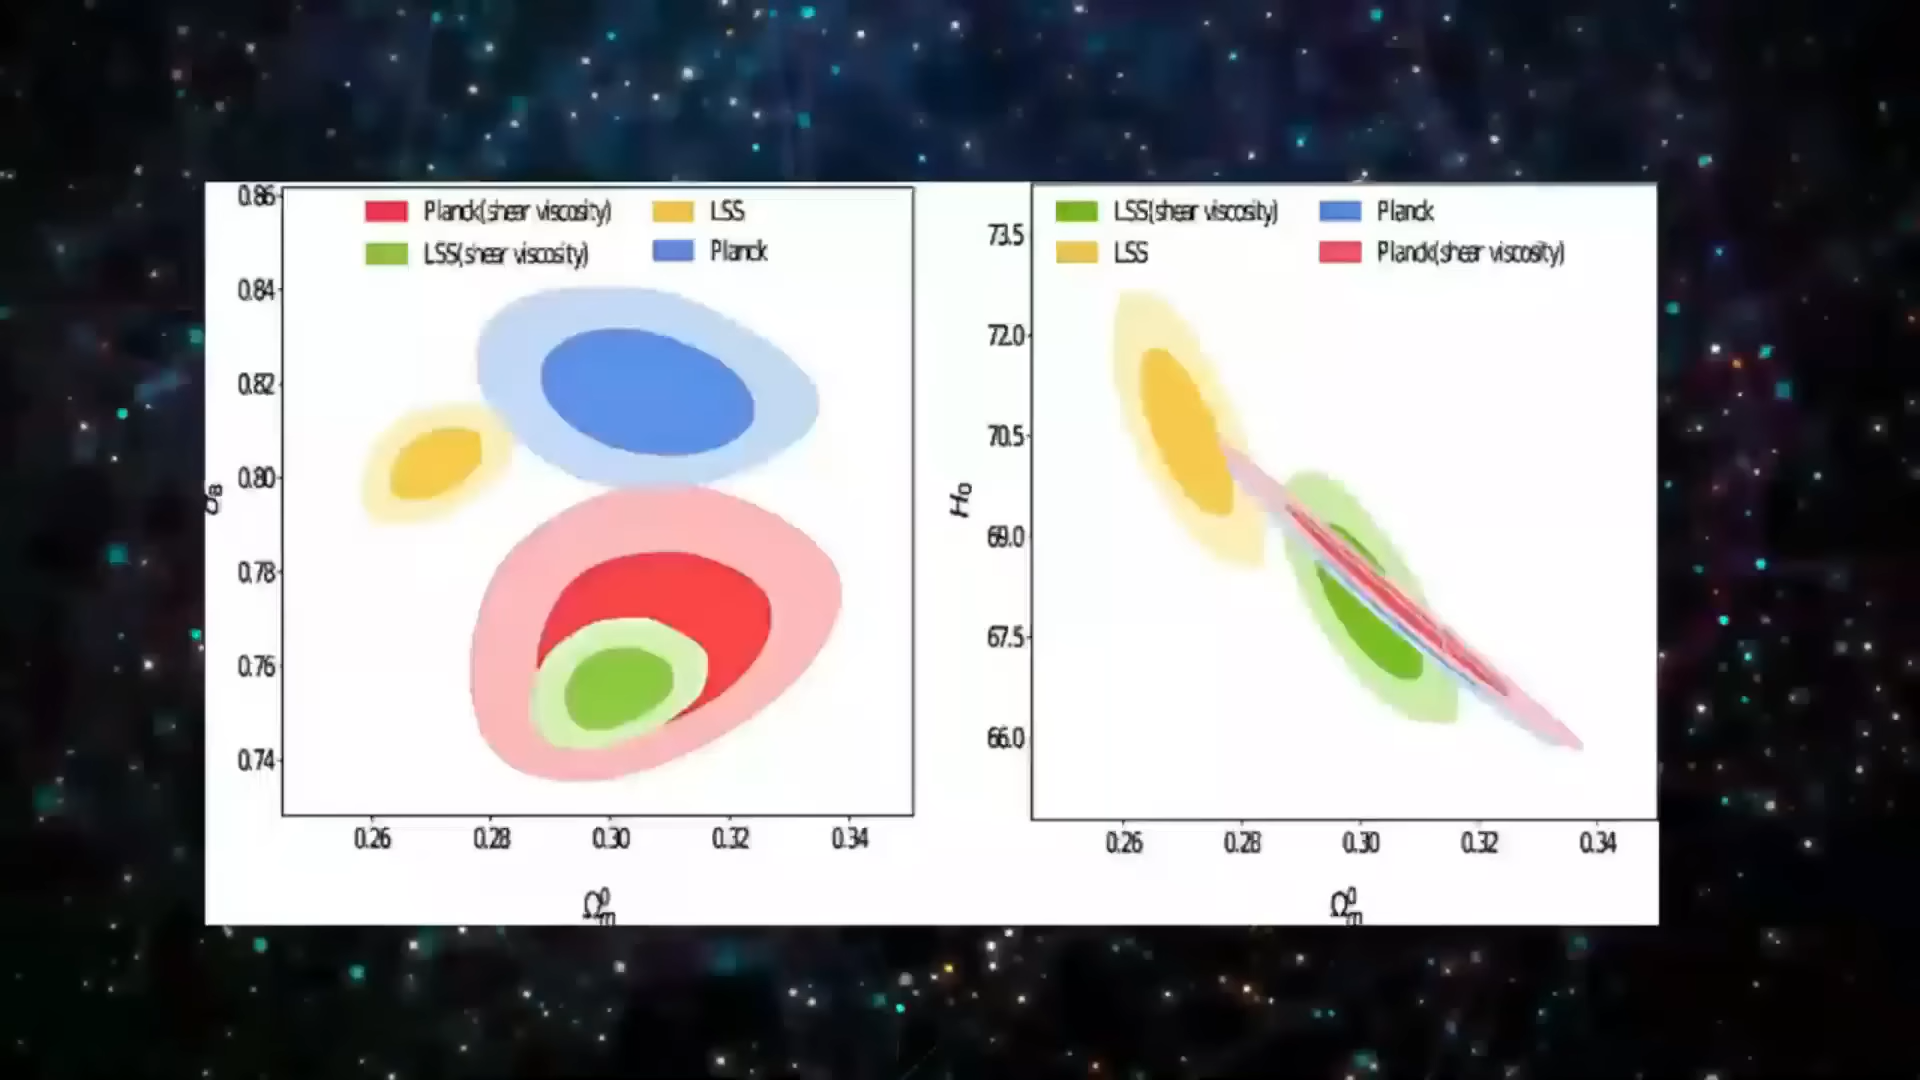 Planck(shear viscosity) LSS
LSS(shear viscosity) Planck
0.86
0.84
0.82
0.80
0.78
0.76
0.74
σ8
0.26 0.28 0.30 0.32 0.34
Ω0m
LSS(shear viscosity) Planck
LSS Planck(shear viscosity)
73.5
72.0
70.5
69.0
67.5
66.0
H0
0.26 0.28 0.30 0.32 0.34
Ω0m